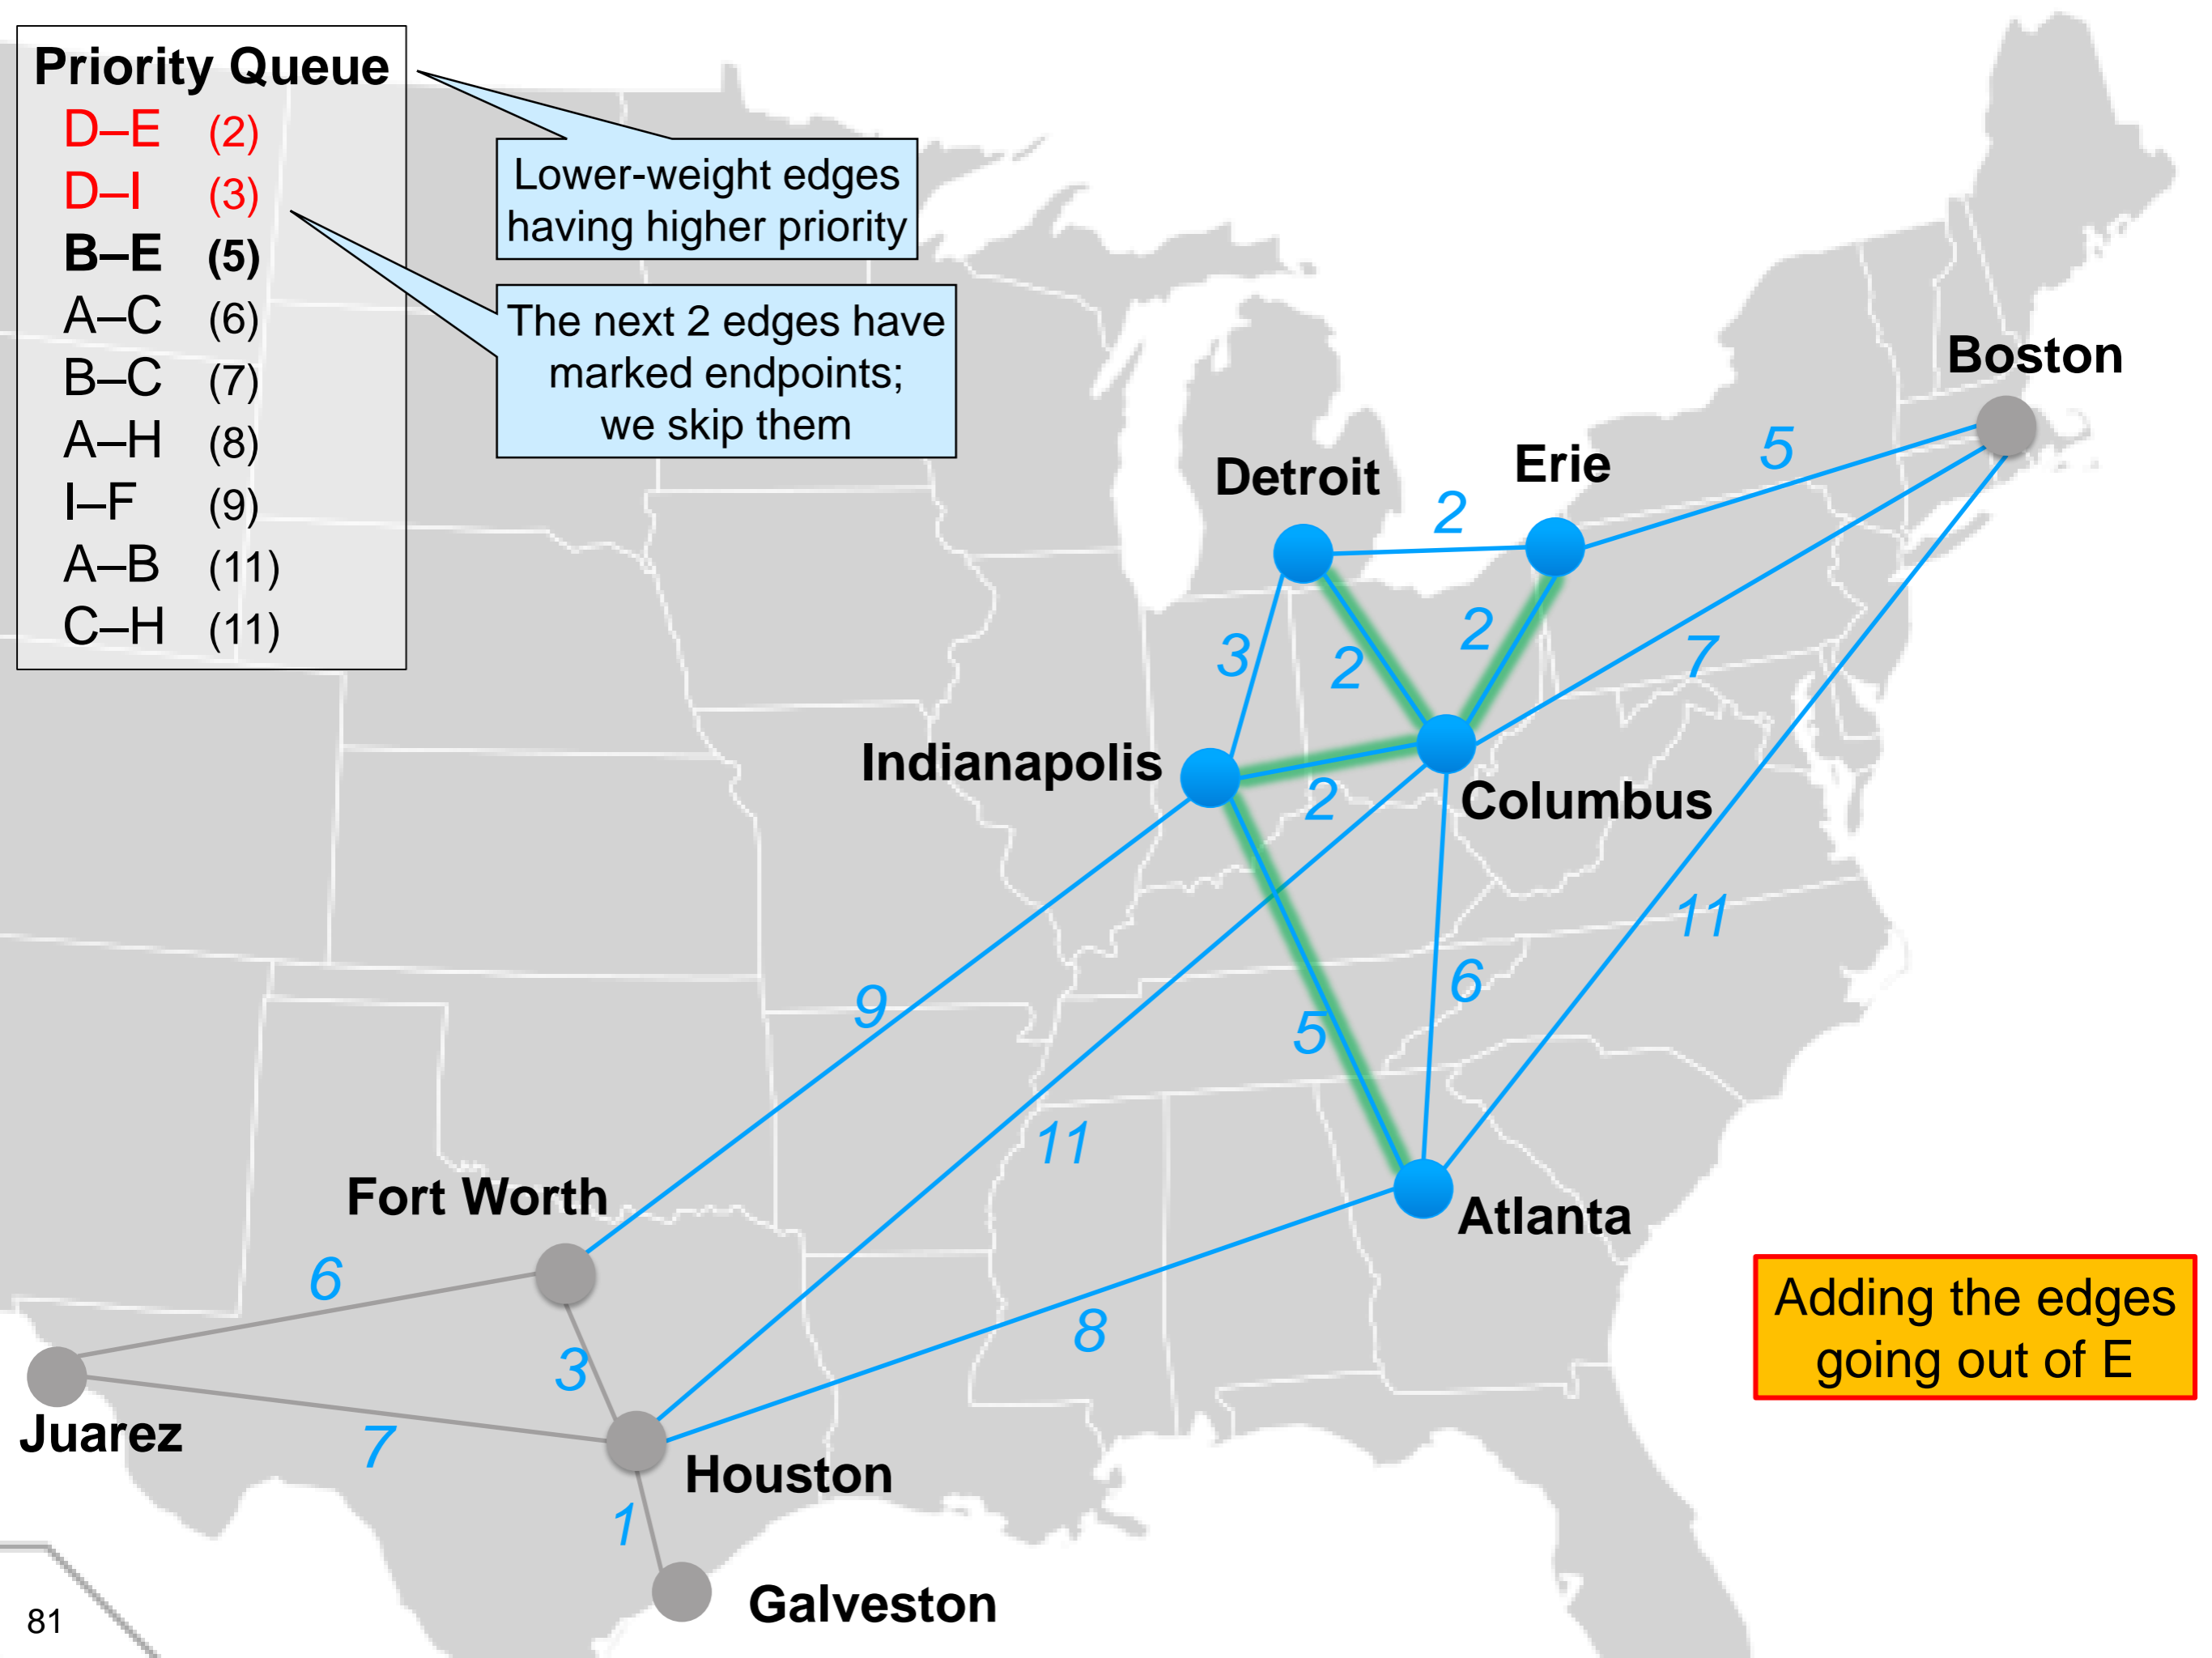 Priority Queue
D–E (2)
D–I (3)
B–E (5)
A–C (6)
B–C (7)
A–H (8)
I–F (9)
A–B (11)
C–H (11)
Lower-weight edges
having higher priority
The next 2 edges have
marked endpoints;
we skip them
Boston
Detroit
Erie
5
2
3
2
2
7
Indianapolis
2
Columbus
11
9
6
5
11
Fort Worth
Atlanta
6
3
8
Adding the edges
going out of E
Juarez
7
Houston
1
Galveston
81